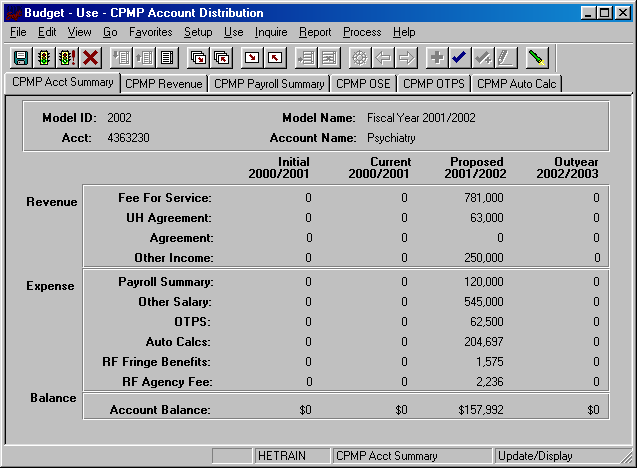 Budget - Use - CPMP Account Distribution
File Edit View Go Favorites Setup Use Inquire Report Process Help
CPMP Acct Summary CPMP Revenue CPMP Payroll Summary CPMP OSE CPMP OTPS CPMP Auto Calc
Model ID: 2002 Model Name: Fiscal Year 2001/2002
Acct: 4363230 Account Name: Psychiatry
Initial Current Proposed Outyear
2000/2001 2000/2001 2001/2002 2002/2003
Revenue Fee For Service: 0 0 781,000 0
UH Agreement: 0 0 63,000 0
Agreement: 0 0 0 0
Other Income: 0 0 250,000 0
Expense Payroll Summary: 0 0 120,000 0
Other Salary: 0 0 545,000 0
OTPS: 0 0 62,500 0
Auto Calcs: 0 0 204,697 0
RF Fringe Benefits: 0 0 1,575 0
RF Agency Fee: 0 0 2,236 0
Balance
Account Balance: $0 $0 $157,992 $0
HETRAIN CPMP Acct Summary Update/Display